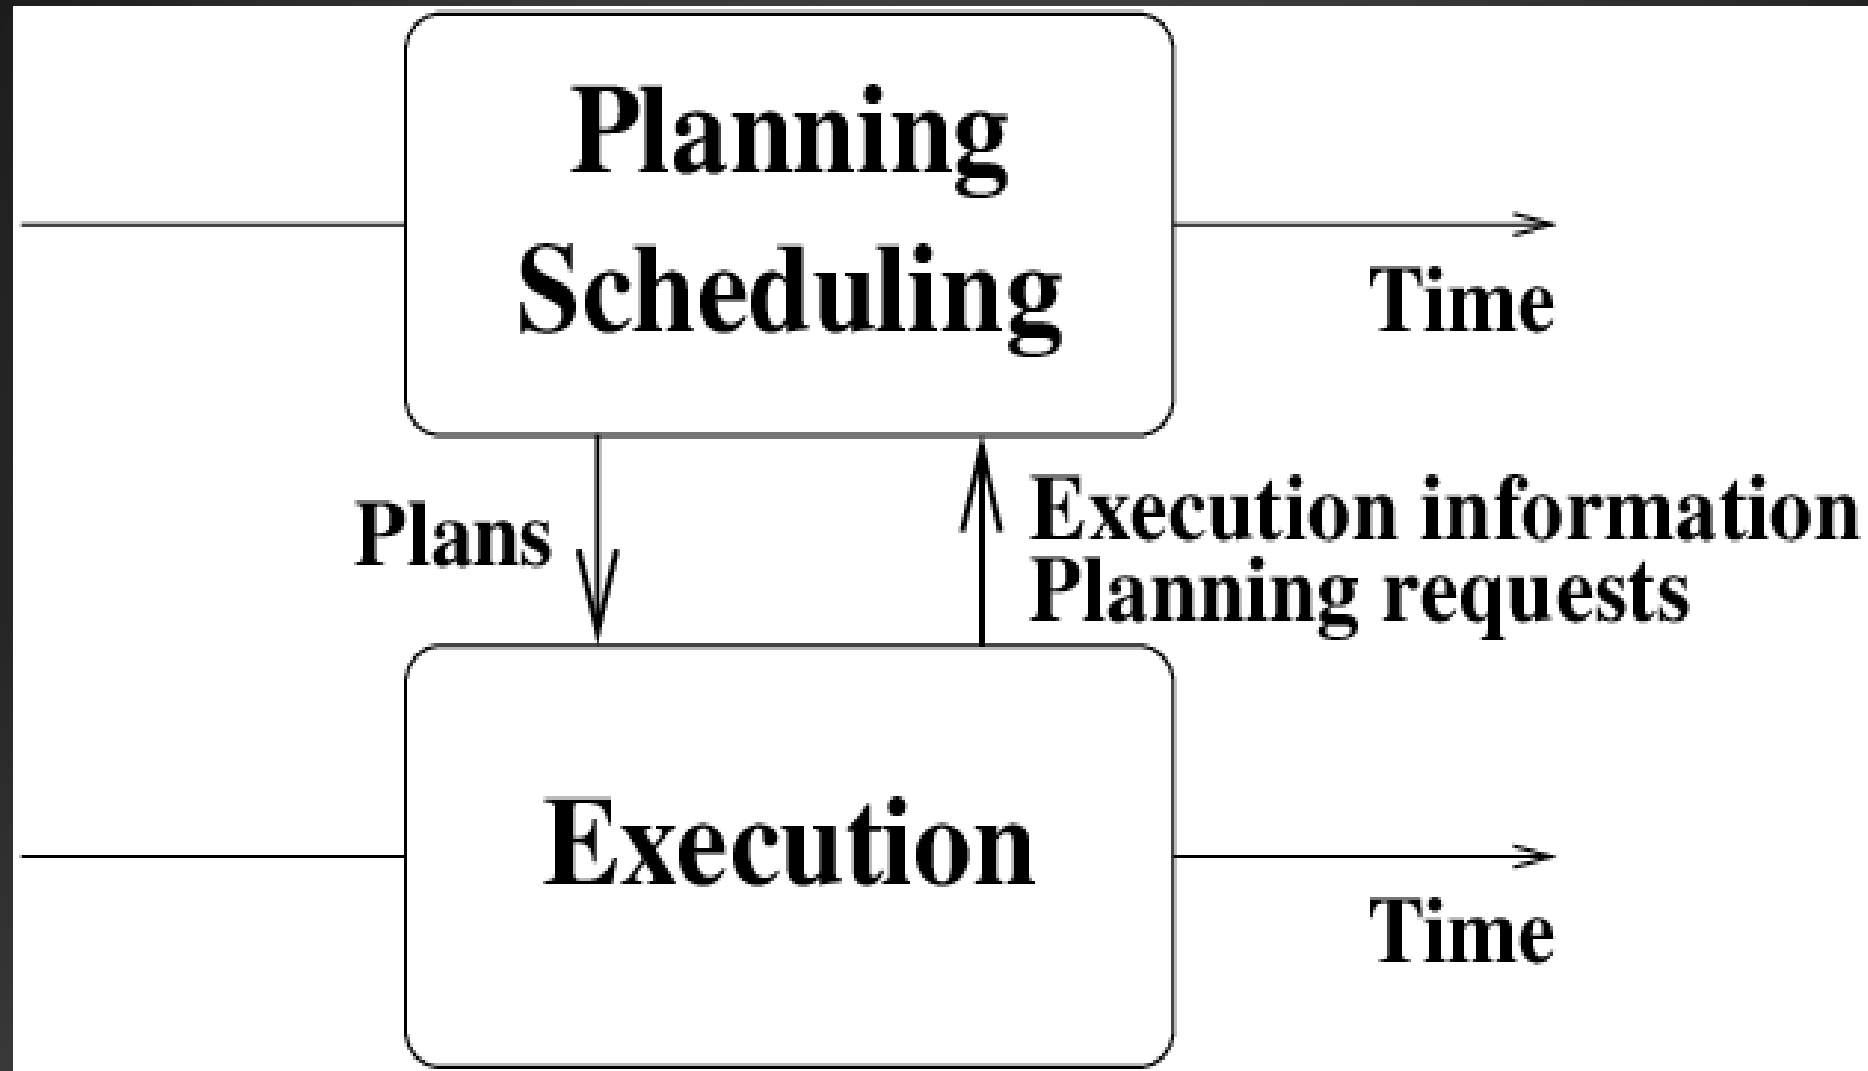 Planning
Scheduling
Time
Plans
Execution information
Planning requests
Execution
Time